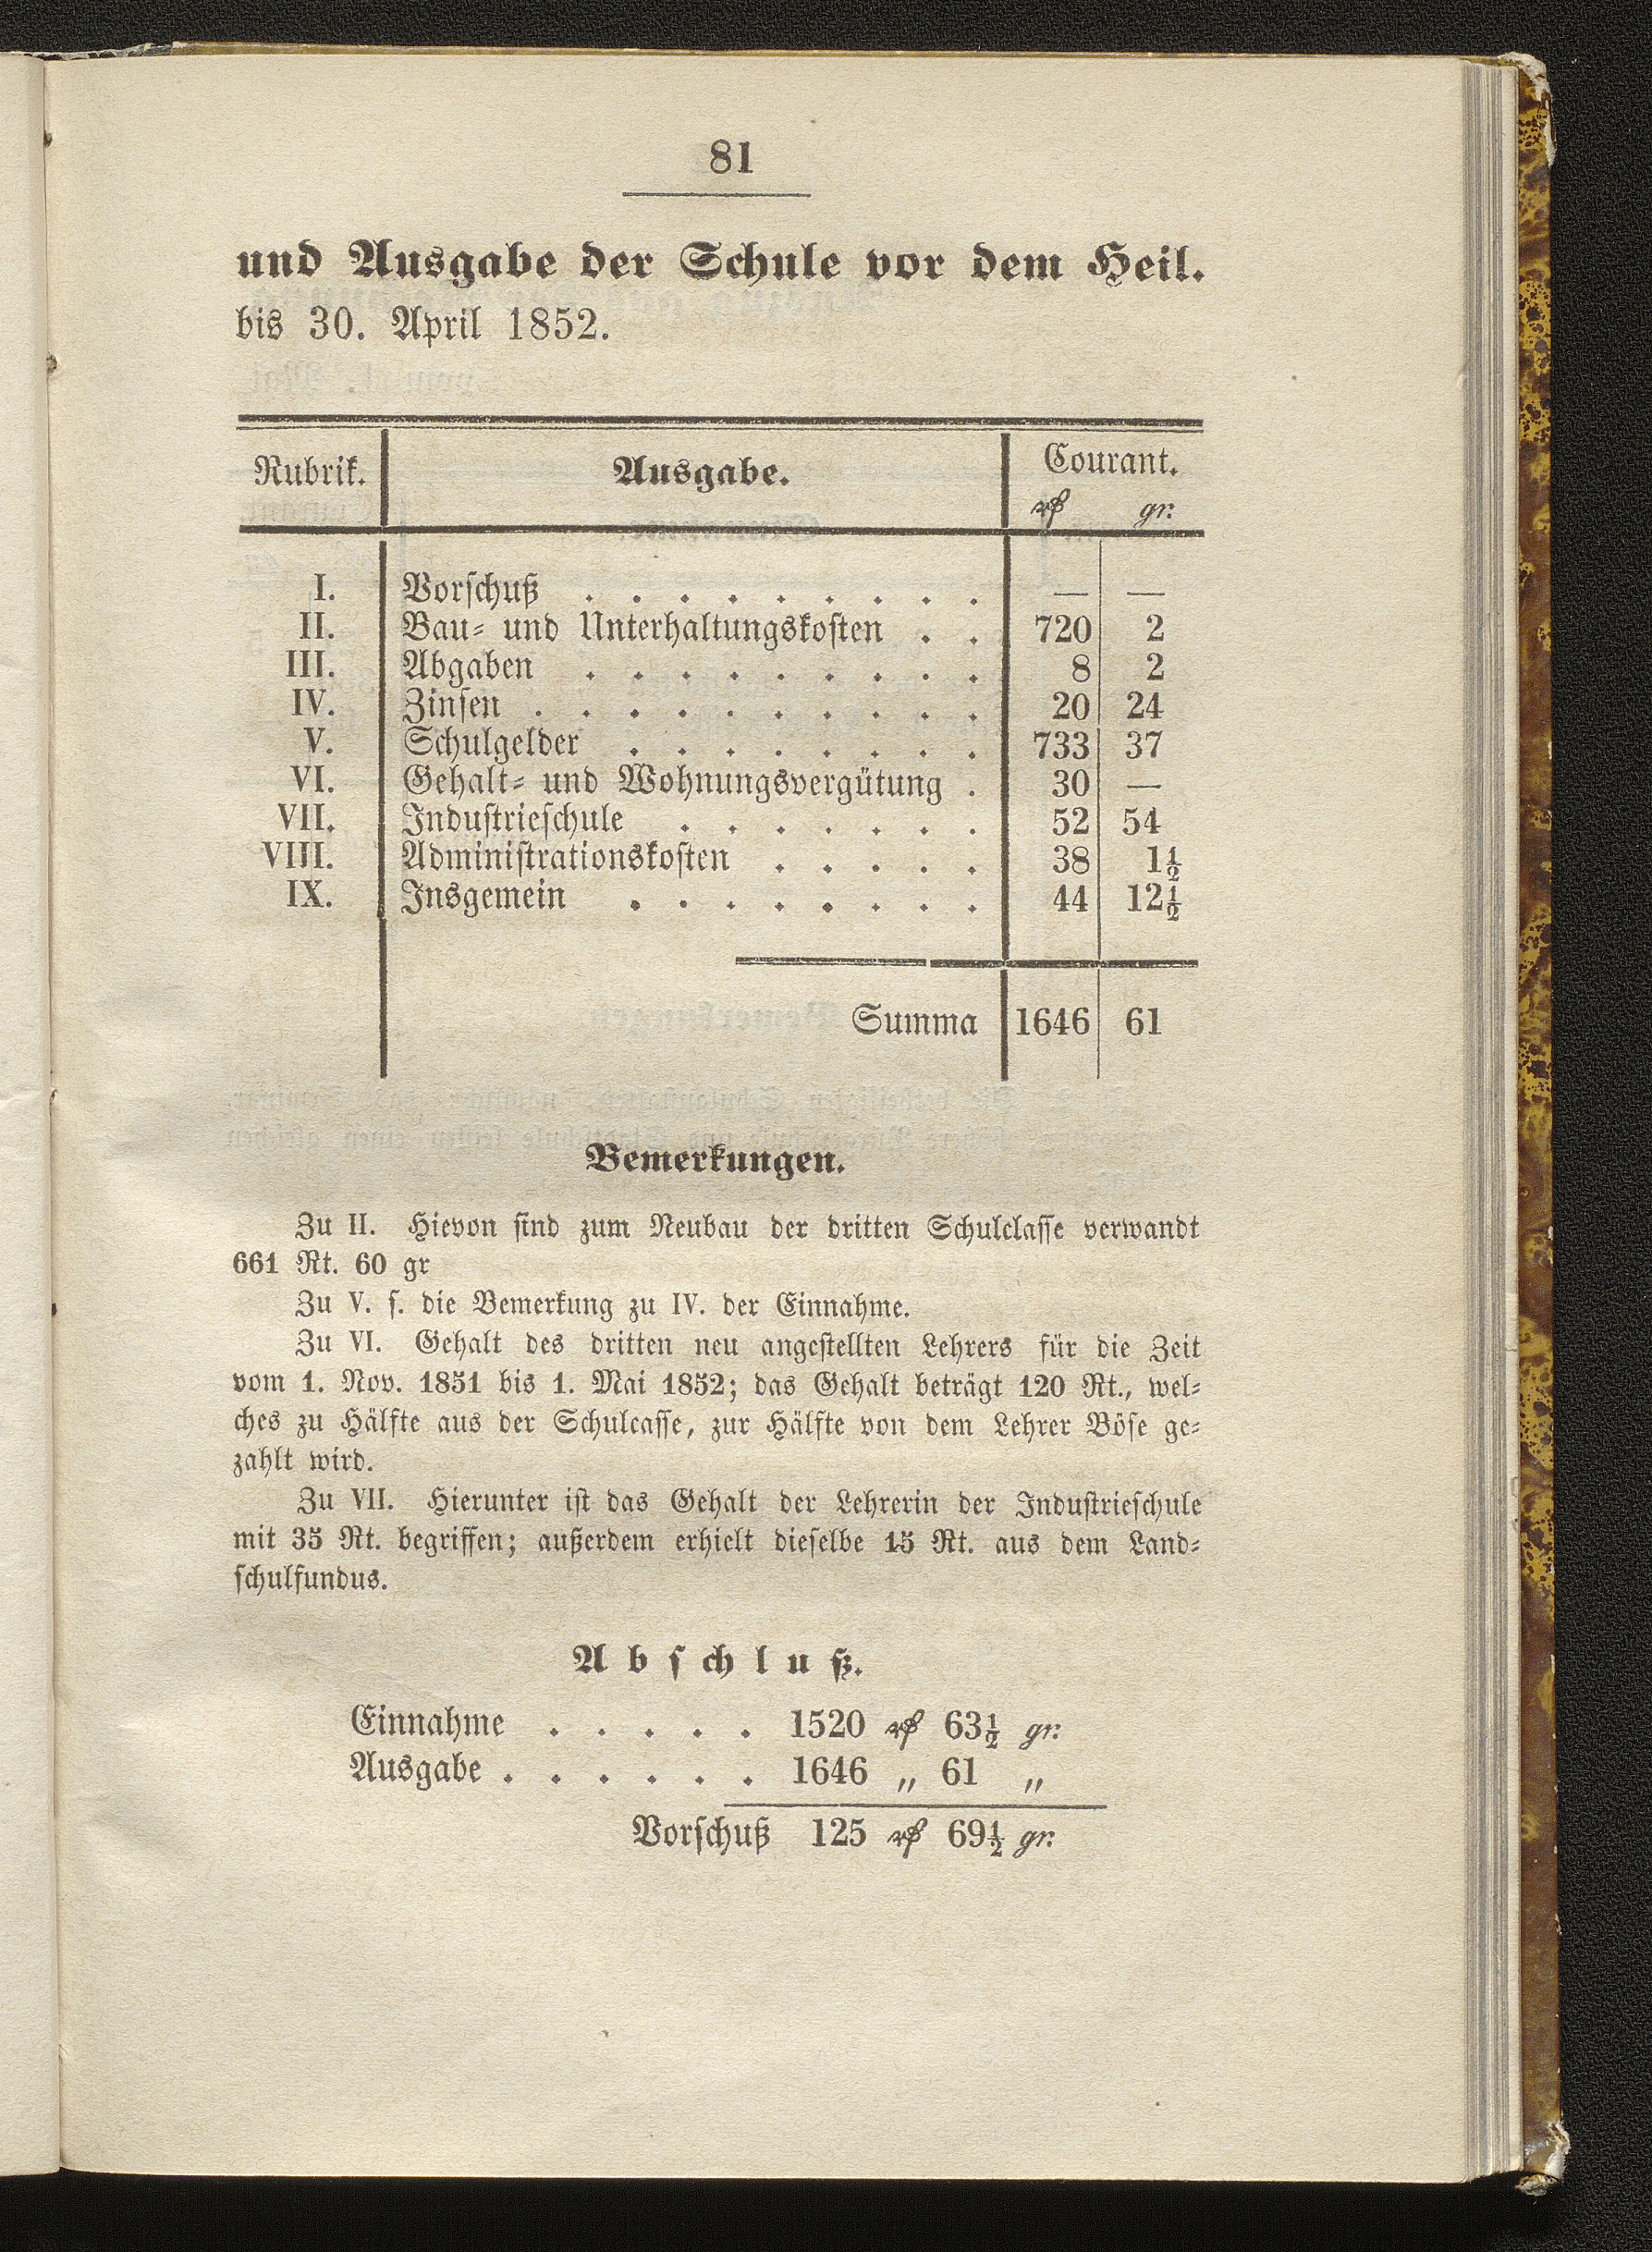 81
und Ausgabe der Schule vor dem Heil.
bis 30. April 1852.
Rubrik. Ausgabe. Courant.
₰ gr.
I. Vorschuß . . . . . . . . . — —
II. Bau- und Unterhaltungskosten . . 720 2
III. Abgaben . . . . . . . . . 8 2
IV. Zinsen . . . . . . . . . . 20 24
V. Schulgelder . . . . . . . . 733 37
VI. Gehalt- und Wohnungsvergütung . 30 —
VII. Industrieschule . . . . . . . 52 54
VIII. Administrationskosten . . . . . 38 1½
IX. Insgemein . . . . . . . . 44 12½
Summa 1646 61
Bemerkungen.
Zu II. Hievon sind zum Neubau der dritten Schulclasse verwandt
661 Rt. 60 gr
Zu V. s. die Bemerkung zu IV. der Einnahme.
Zu VI. Gehalt des dritten neu angestellten Lehrers für die Zeit
vom 1. Nov. 1851 bis 1. Mai 1852; das Gehalt beträgt 120 Rt., wel-
ches zu Hälfte aus der Schulcasse, zur Hälfte von dem Lehrer Böse ge-
zahlt wird.
Zu VII. Hierunter ist das Gehalt der Lehrerin der Industrieschule
mit 35 Rt. begriffen; außerdem erhielt dieselbe 15 Rt. aus dem Land-
schulfundus.
Abschluß.
Einnahme . . . . . 1520 ₰ 63½ gr.
Ausgabe . . . . . . 1646 „ 61 „
Vorschuß 125 ₰ 69½ gr.